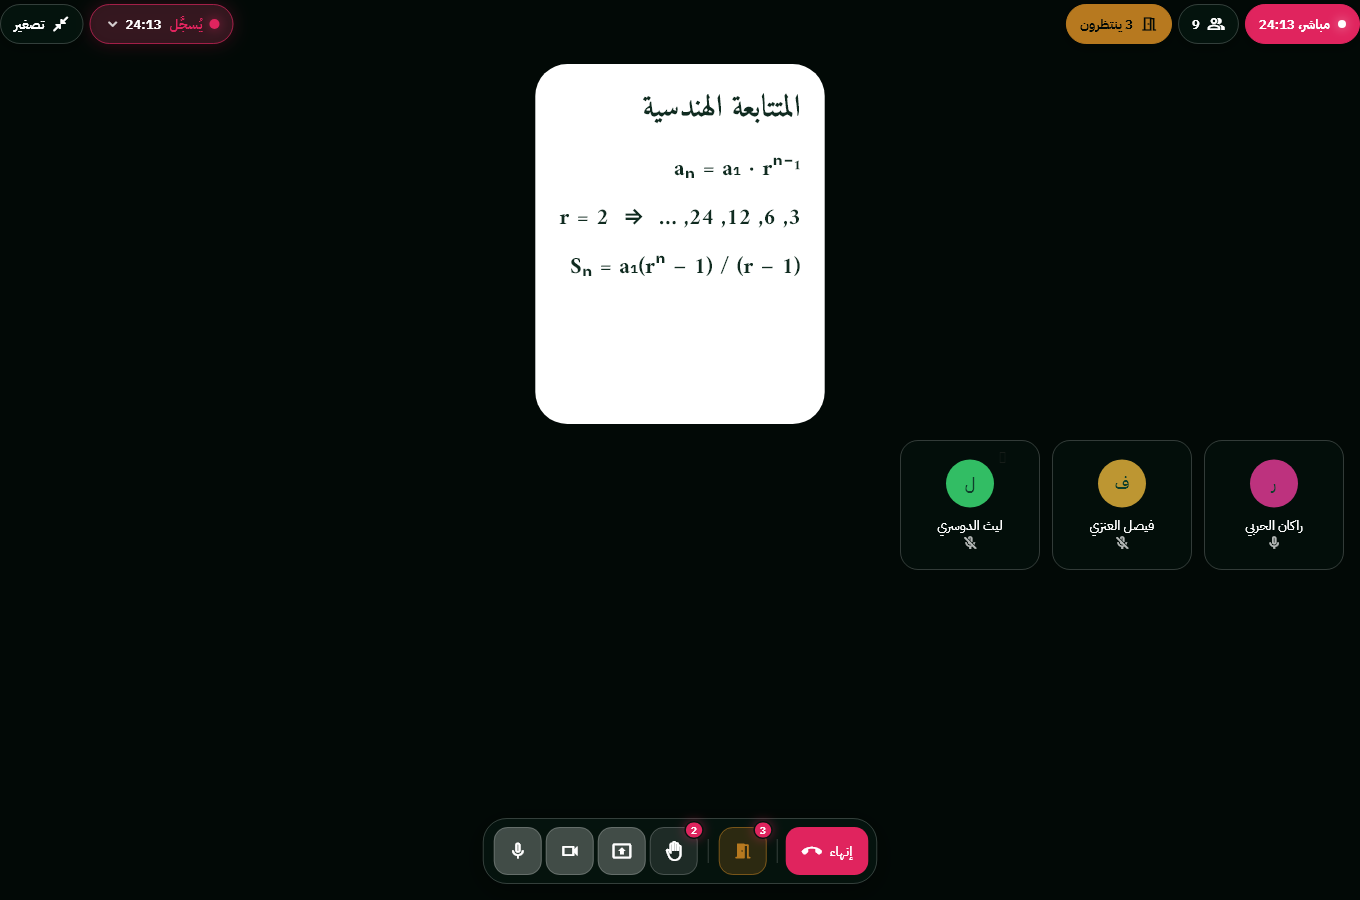 مباشر، 24:13
9
3 ينتظرون
يُسجَّل 24:13
تصغير
المتتابعة الهندسية
aₙ = a₁ · rⁿ⁻¹
3, 6, 12, 24, ... ⇒ r = 2
Sₙ = a₁(rⁿ − 1) / (r − 1)
ر
ف
ل
راكان الحربي
فيصل العنزي
ليث الدوسري
2
3
إنهاء